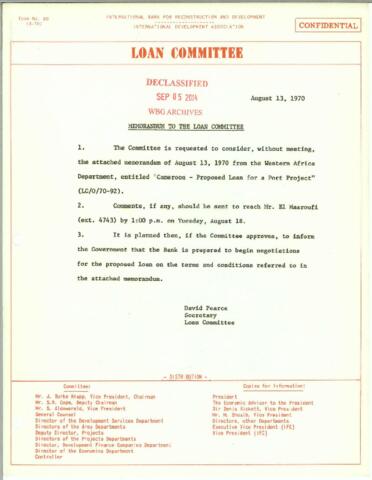 Form No. 80
(3-70)
INTERNATIONAL BANK FOR RECONSTRUCTION AND DEVELOPMENT
INTERNATIONAL DEVELOPMENT ASSOCIATION
CONFIDENTIAL
LOAN COMMITTEE
DECLASSIFIED
SEP 05 2014
WBG ARCHIVES
August 13, 1970
MEMORANDUM TO THE LOAN COMMITTEE
1. The Committee is requested to consider, without meeting,
the attached memorandum of August 13, 1970 from the Western Africa
Department, entitled "Cameroon - Proposed Loan for a Port Project"
(LC/O/70-92).
2. Comments, if any, should be sent to reach Mr. El Maaroufi
(ext. 4743) by 1:00 p.m. on Tuesday, August 18.
3. It is planned then, if the Committee approves, to inform
the Government that the Bank is prepared to begin negotiations
for the proposed loan on the terms and conditions referred to in
the attached memorandum.
David Pearce
Secretary
Loan Committee
- DISTRIBUTION -
Committee:
Mr. J. Burke Knapp, Vice President, Chairman
Mr. S.R. Cope, Deputy Chairman
Mr. S. Aldewereld, Vice President
General Counsel
Director of the Development Services Department
Directors of the Area Departments
Deputy Director, Projects
Directors of the Projects Departments
Director, Development Finance Companies Department
Director of the Economics Department
Controller
Copies for Information:
President
The Economic Adviser to the President
Sir Denis Rickett, Vice President
Mr. M. Shoaib, Vice President
Directors, other Departments
Executive Vice President (IFC)
Vice President (IFC)